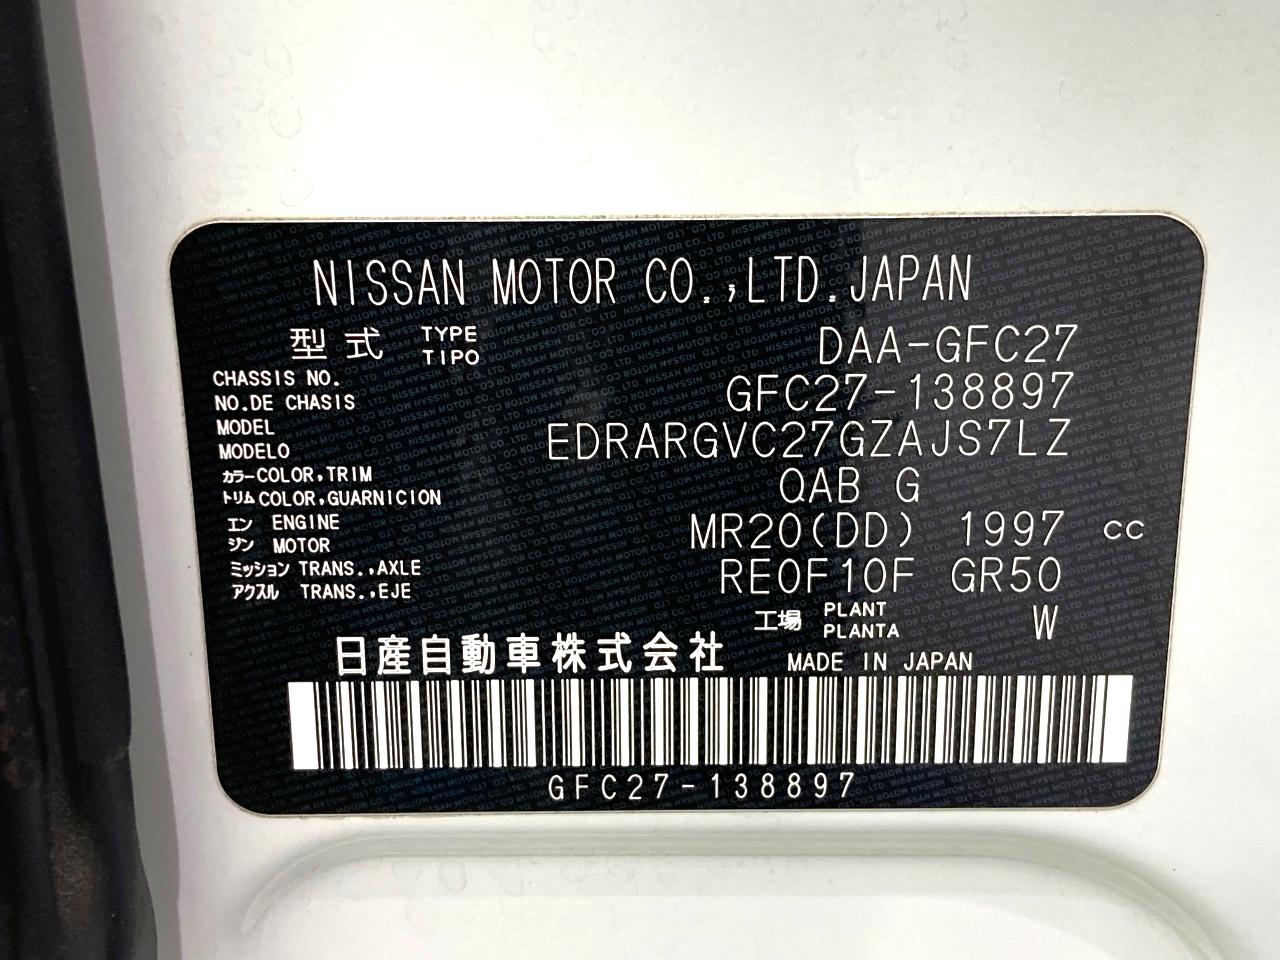 NISSAN MOTOR CO.,LTD.JAPAN
型式 TYPE TIPO DAA-GFC27
CHASSIS NO. NO.DE CHASIS GFC27-138897
MODEL MODELO EDRARGVC27GZAJS7LZ
カラー COLOR,TRIM QAB G
トリム COLOR,GUARNICION
エン ENGINE MR20(DD) 1997 cc
ジン MOTOR
ミッション TRANS.,AXLE RE0F10F GR50
アクスル TRANS.,EJE
工場 PLANT PLANTA W
日産自動車株式会社 MADE IN JAPAN
GFC27-138897